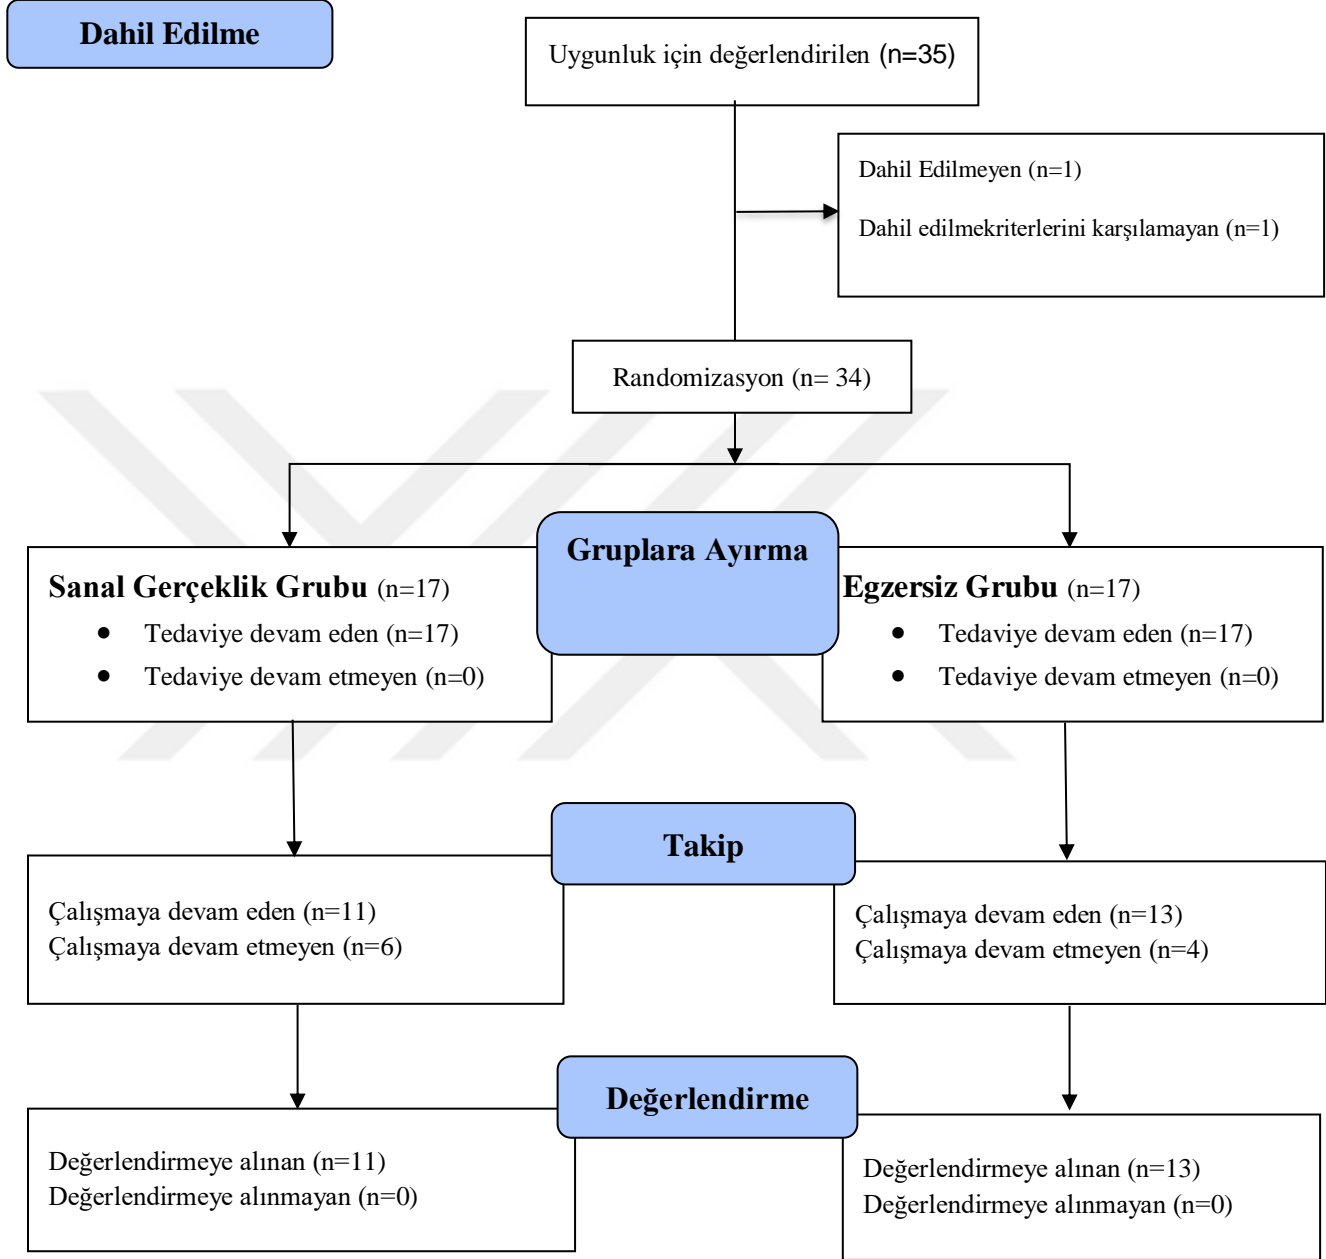 Dahil Edilme
Uygunluk için değerlendirilen (n=35)
Dahil Edilmeyen (n=1)
Dahil edilmekriterlerini karşılamayan (n=1)
Randomizasyon (n= 34)
Gruplara Ayırma
Sanal Gerçeklik Grubu (n=17)
• Tedaviye devam eden (n=17)
• Tedaviye devam etmeyen (n=0)
Egzersiz Grubu (n=17)
• Tedaviye devam eden (n=17)
• Tedaviye devam etmeyen (n=0)
Takip
Çalışmaya devam eden (n=11)
Çalışmaya devam etmeyen (n=6)
Çalışmaya devam eden (n=13)
Çalışmaya devam etmeyen (n=4)
Değerlendirme
Değerlendirmeye alınan (n=11)
Değerlendirmeye alınmayan (n=0)
Değerlendirmeye alınan (n=13)
Değerlendirmeye alınmayan (n=0)